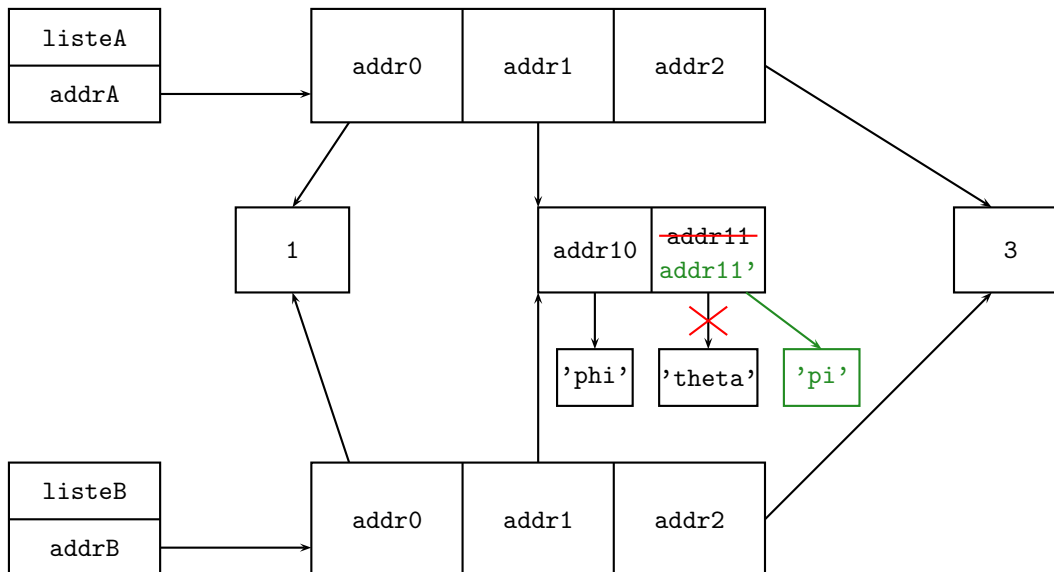 listeA
addrA
addr0 addr1 addr2
1
addr10
addr11
addr11'
3
'phi' 'theta' 'pi'
listeB
addrB
addr0 addr1 addr2